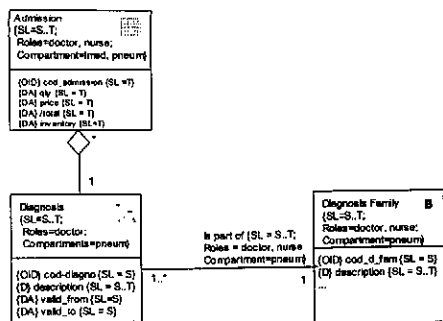 Admission
{SL=S..T;
Roles=doctor, nurse;
Compartment={med, pneum}
{OID} cod_admission {SL =T}
{DA} qty {SL = T}
{DA} price {SL = T}
{DA} /total {SL = T}
{DA} inventory {SL=T}
*
1
Diagnosis
{SL=S..T;
Roles=doctor;
Compartments=pneum}
{OID} cod-diagno {SL = S}
{D} description {SL = S..T}
{DA} valid_from {SL=S}
{DA} valid_to {SL = S}
Is part of {SL = S..T;
Roles = doctor, nurse
Compartment=pneum}
1..*
1
Diagnosis Family B
{SL=S..T;
Roles=doctor, nurse;
Compartment=pneum}
{OID} cod_d_fam {SL = S}
{D} description {SL = S..T}
...